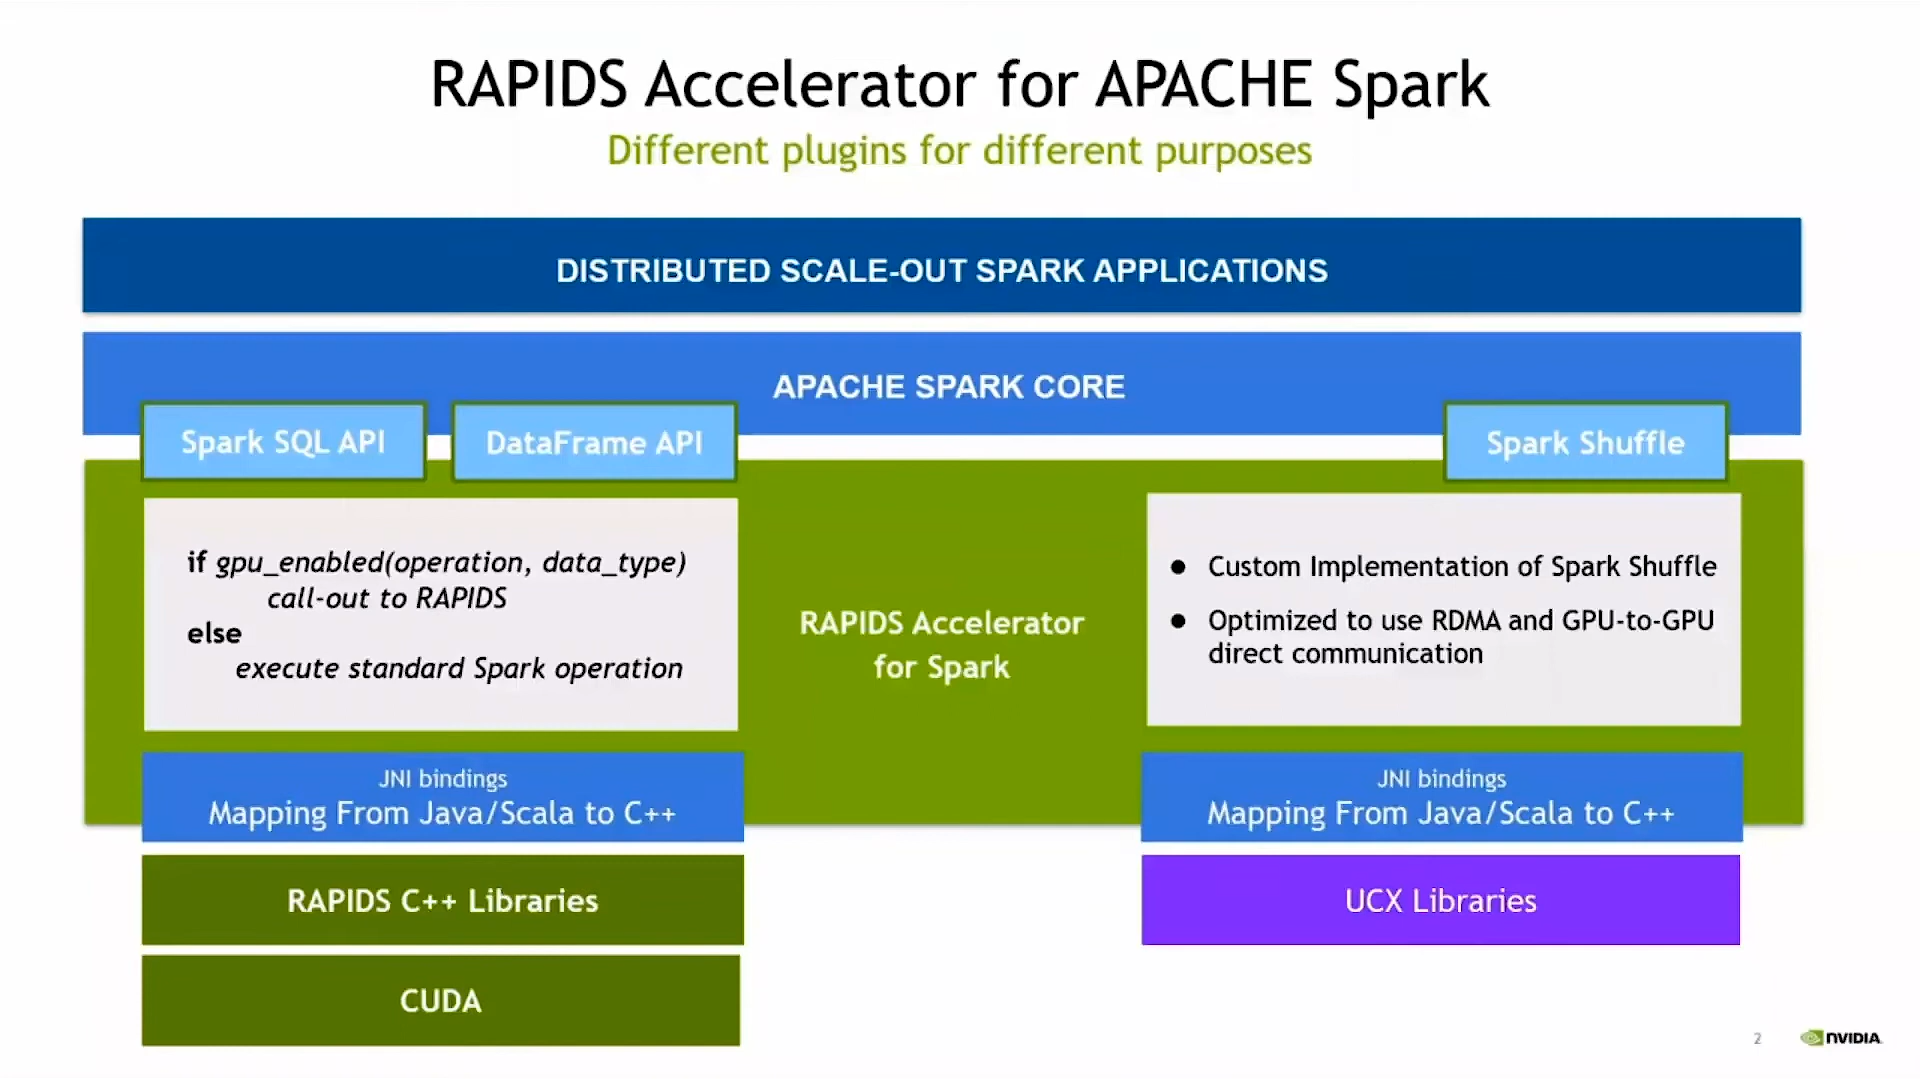 RAPIDS Accelerator for APACHE Spark
Different plugins for different purposes
DISTRIBUTED SCALE-OUT SPARK APPLICATIONS
APACHE SPARK CORE
Spark SQL API
DataFrame API
Spark Shuffle
if gpu_enabled(operation, data_type)
call-out to RAPIDS
else
execute standard Spark operation
RAPIDS Accelerator
for Spark
● Custom Implementation of Spark Shuffle
● Optimized to use RDMA and GPU-to-GPU
direct communication
JNI bindings
Mapping From Java/Scala to C++
JNI bindings
Mapping From Java/Scala to C++
RAPIDS C++ Libraries
UCX Libraries
CUDA
2
NVIDIA